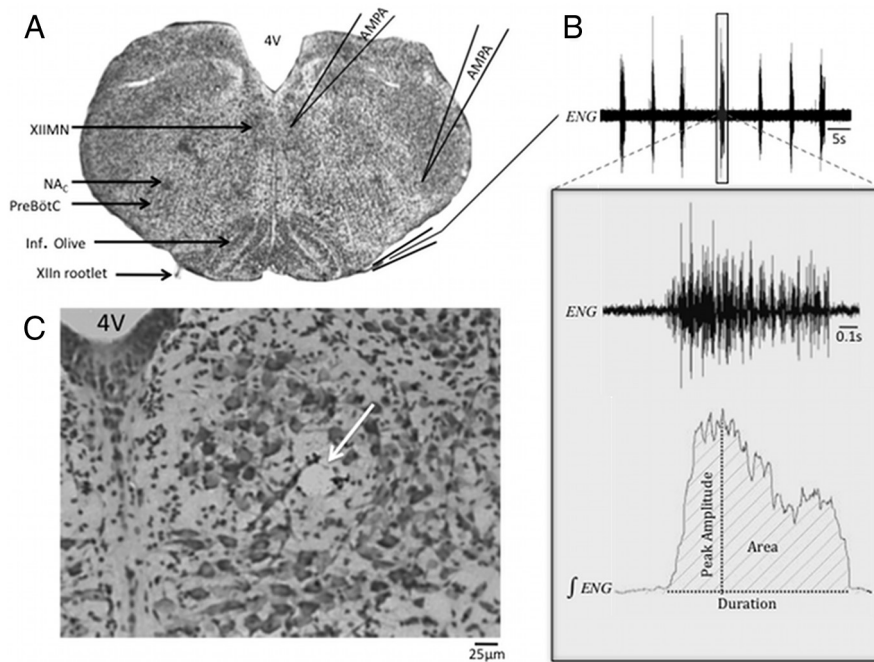 A
4V
AMPA
AMPA
XIIMN
NAC
PreBötC
Inf. Olive
XIIn rootlet
B
ENG
5s
ENG
0.1s
Peak Amplitude
Area
∫ ENG
Duration
C
4V
25µm